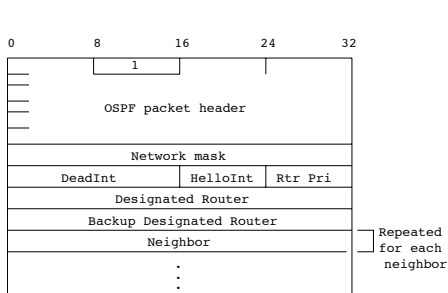 0 8 16 24 32
1
OSPF packet header
Network mask
DeadInt HelloInt Rtr Pri
Designated Router
Backup Designated Router
Neighbor
Repeated
for each
neighbor